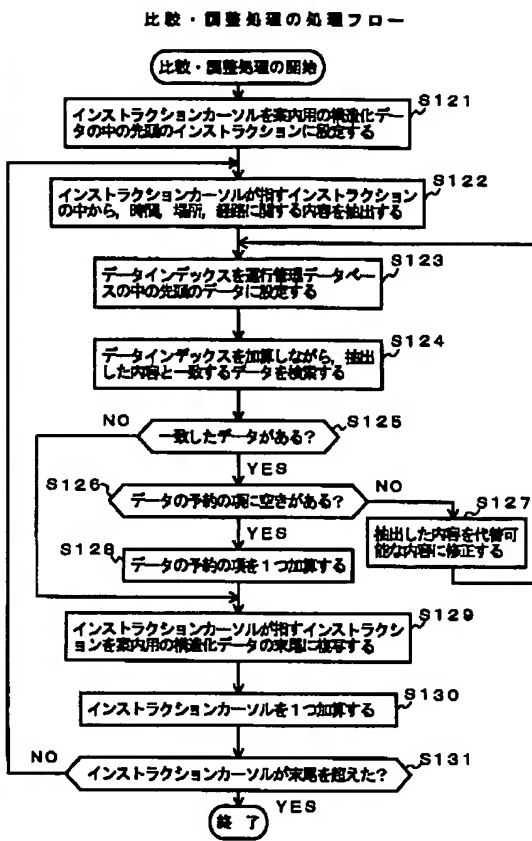 比較・調整処理の処理フロー
比較・調整処理の開始
S121
インストラクションカーソルを案内用の構造化デー
タの中の先頭のインストラクションに設定する
S122
インストラクションカーソルが指すインストラクション
の中から，時間，場所，経路に関する内容を抽出する
S123
データインデックスを運行管理データベー
スの中の先頭のデータに設定する
S124
データインデックスを加算しながら，抽出
した内容と一致するデータを検索する
S125
NO
一致したデータがある？
YES
S126
データの予約の項に空きがある？
NO
S127
YES
抽出した内容を代替可
能な内容に修正する
S128
データの予約の項を１つ加算する
S129
インストラクションカーソルが指すインストラクシ
ョンを案内用の構造化データの末尾に複写する
S130
インストラクションカーソルを１つ加算する
NO
S131
インストラクションカーソルが末尾を超えた？
YES
終了